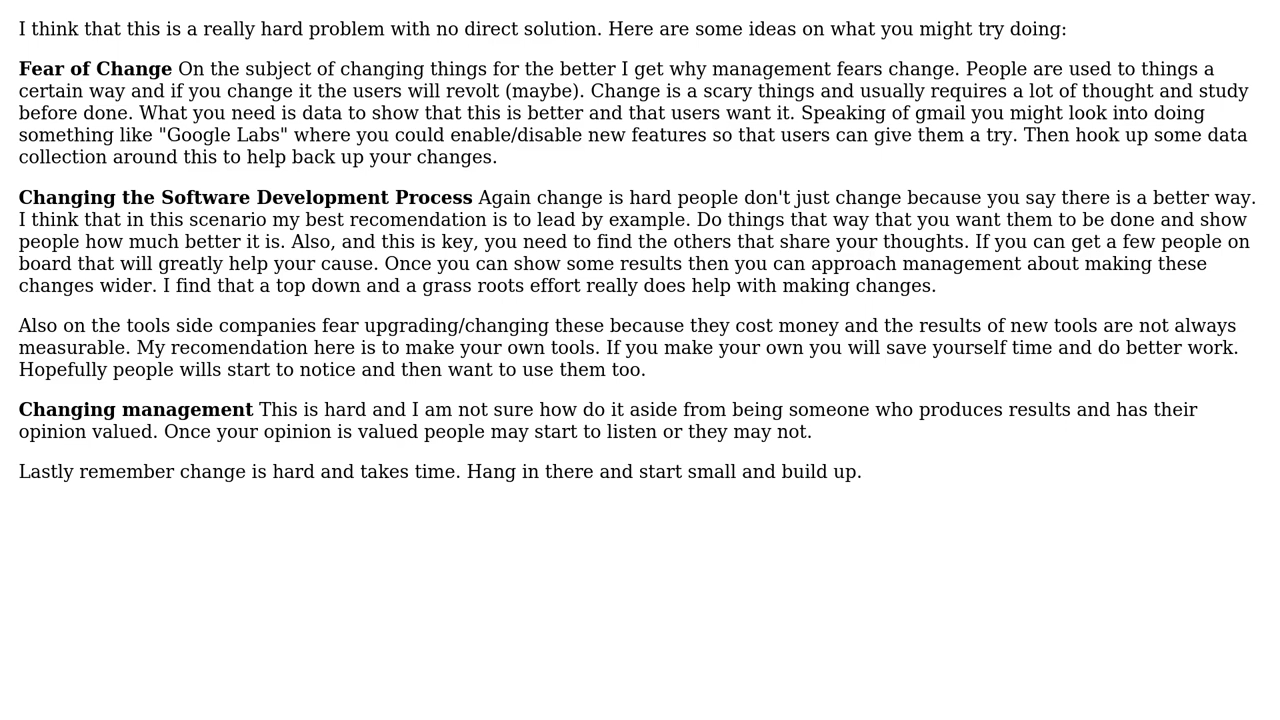 I think that this is a really hard problem with no direct solution. Here are some ideas on what you might try doing:
Fear of Change On the subject of changing things for the better I get why management fears change. People are used to things a
certain way and if you change it the users will revolt (maybe). Change is a scary things and usually requires a lot of thought and study
before done. What you need is data to show that this is better and that users want it. Speaking of gmail you might look into doing
something like "Google Labs" where you could enable/disable new features so that users can give them a try. Then hook up some data
collection around this to help back up your changes.
Changing the Software Development Process Again change is hard people don't just change because you say there is a better way.
I think that in this scenario my best recomendation is to lead by example. Do things that way that you want them to be done and show
people how much better it is. Also, and this is key, you need to find the others that share your thoughts. If you can get a few people on
board that will greatly help your cause. Once you can show some results then you can approach management about making these
changes wider. I find that a top down and a grass roots effort really does help with making changes.
Also on the tools side companies fear upgrading/changing these because they cost money and the results of new tools are not always
measurable. My recomendation here is to make your own tools. If you make your own you will save yourself time and do better work.
Hopefully people wills start to notice and then want to use them too.
Changing management This is hard and I am not sure how do it aside from being someone who produces results and has their
opinion valued. Once your opinion is valued people may start to listen or they may not.
Lastly remember change is hard and takes time. Hang in there and start small and build up.